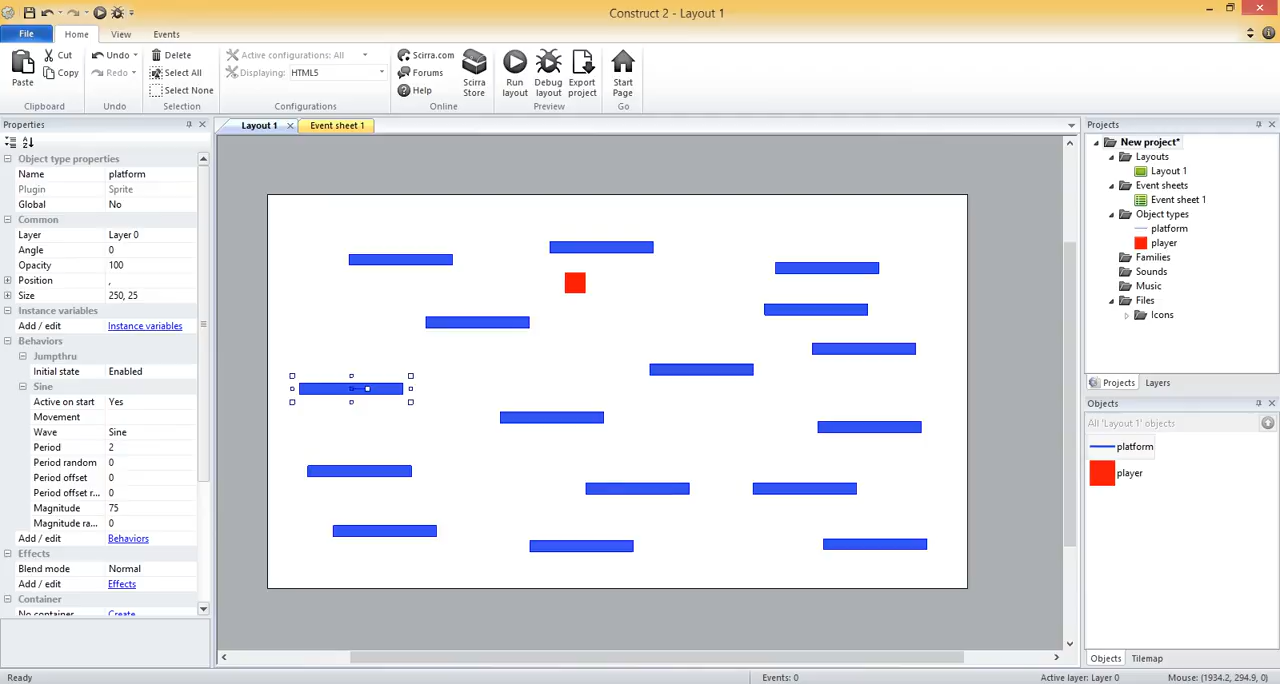 Construct 2 - Layout 1
File Home View Events
Paste Cut Copy
Undo Redo
Delete Select All Select None
Active configurations: All
Displaying: HTML5
Scirra.com Forums Help
Scirra Store
Run layout
Debug layout
Export project
Start Page
Clipboard Undo Selection Configurations Online Preview Go
Properties
Layout 1 Event sheet 1
Projects
Object type properties
Name platform
Plugin Sprite
Global No
Common
Layer Layer 0
Angle 0
Opacity 100
Position ,
Size 250, 25
Instance variables
Add / edit Instance variables
Behaviors
Jumpthru
Initial state Enabled
Sine
Active on start Yes
Movement
Wave Sine
Period 2
Period random 0
Period offset 0
Period offset r... 0
Magnitude 75
Magnitude ra... 0
Add / edit Behaviors
Effects
Blend mode Normal
Add / edit Effects
Container
No container Create
New project*
Layouts
Layout 1
Event sheets
Event sheet 1
Object types
platform
player
Families
Sounds
Music
Files
Icons
Projects Layers
Objects
All 'Layout 1' objects
platform
player
Objects Tilemap
Ready Events: 0 Active layer: Layer 0 Mouse: (1934.2, 294.9, 0)